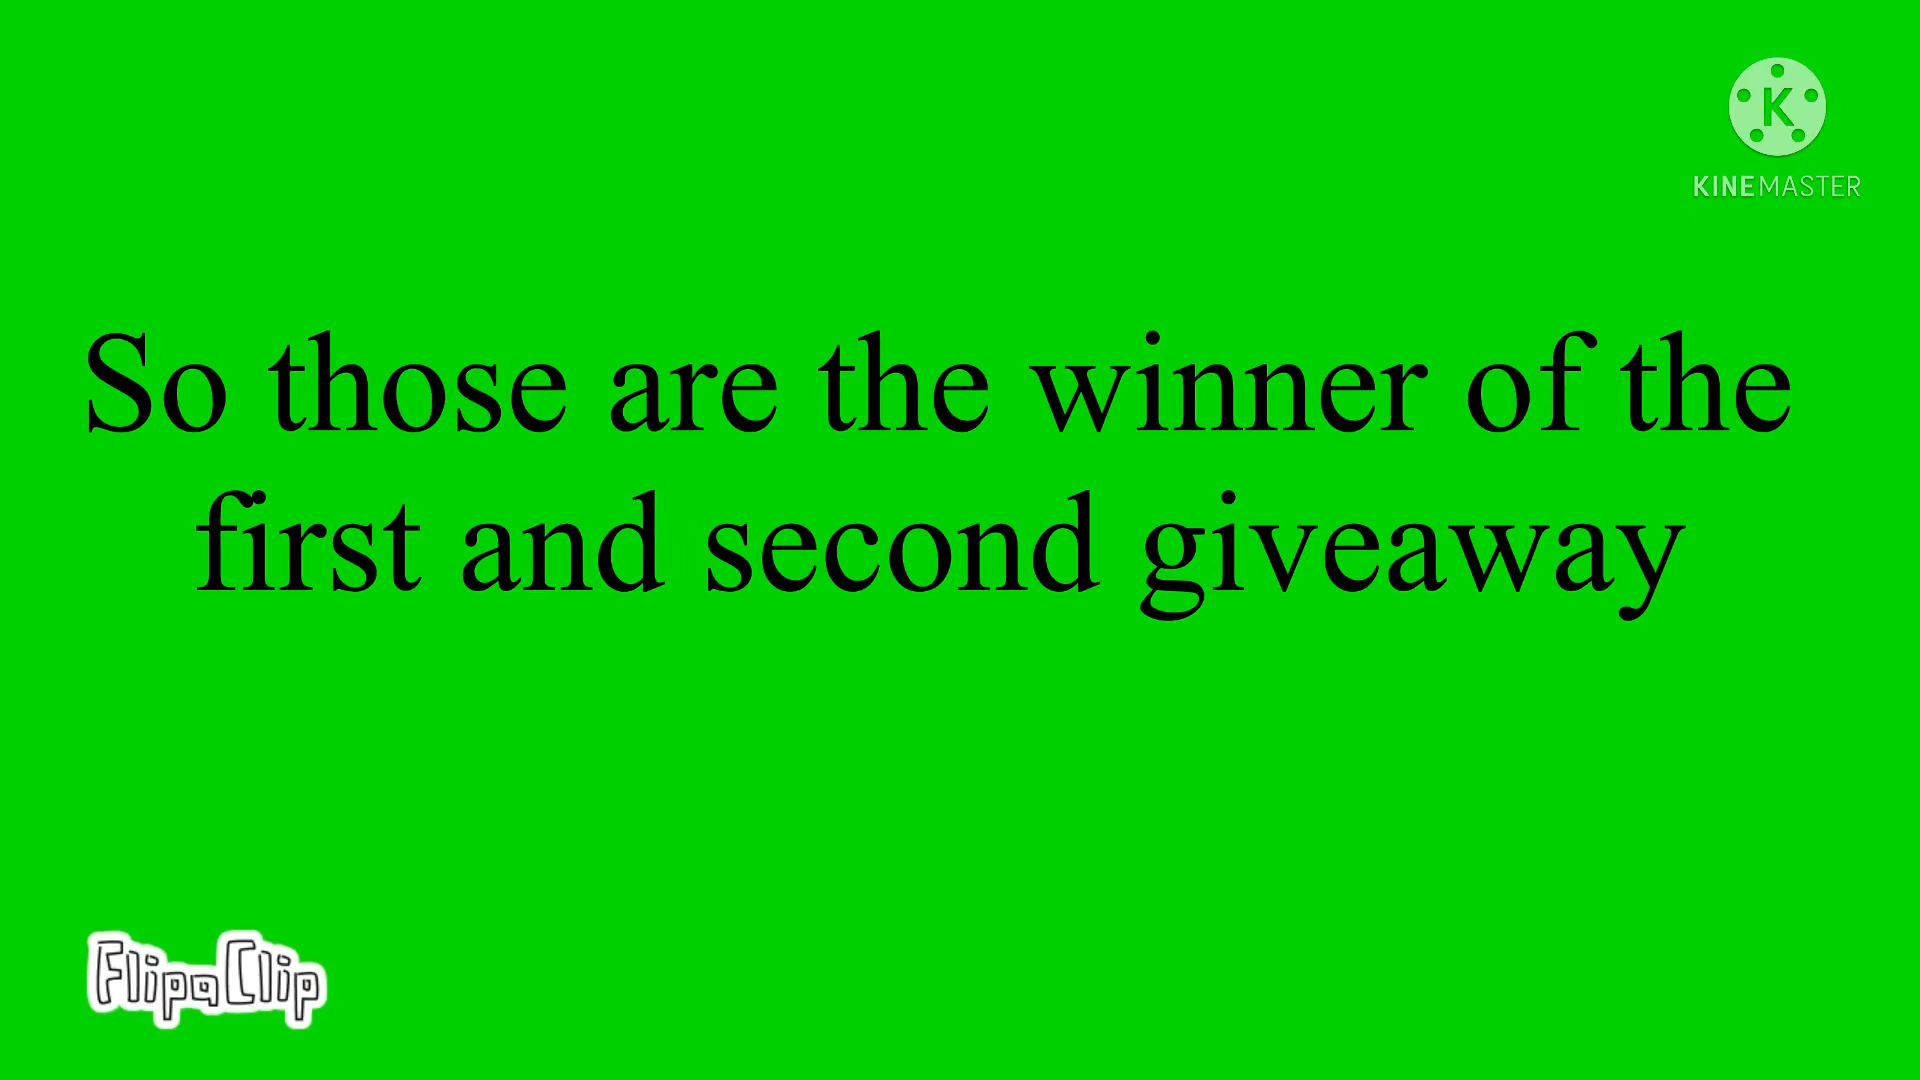 K
KINEMASTER
So those are the winner of the
first and second giveaway
FlipaClip